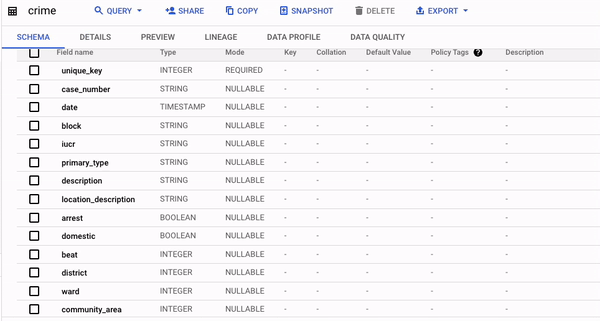 crime QUERY SHARE COPY SNAPSHOT DELETE EXPORT
SCHEMA DETAILS PREVIEW LINEAGE DATA PROFILE DATA QUALITY
Field name Type Mode Key Collation Default Value Policy Tags ? Description
unique_key INTEGER REQUIRED - - - - -
case_number STRING NULLABLE - - - - -
date TIMESTAMP NULLABLE - - - - -
block STRING NULLABLE - - - - -
iucr STRING NULLABLE - - - - -
primary_type STRING NULLABLE - - - - -
description STRING NULLABLE - - - - -
location_description STRING NULLABLE - - - - -
arrest BOOLEAN NULLABLE - - - - -
domestic BOOLEAN NULLABLE - - - - -
beat INTEGER NULLABLE - - - - -
district INTEGER NULLABLE - - - - -
ward INTEGER NULLABLE - - - - -
community_area INTEGER NULLABLE - - - - -